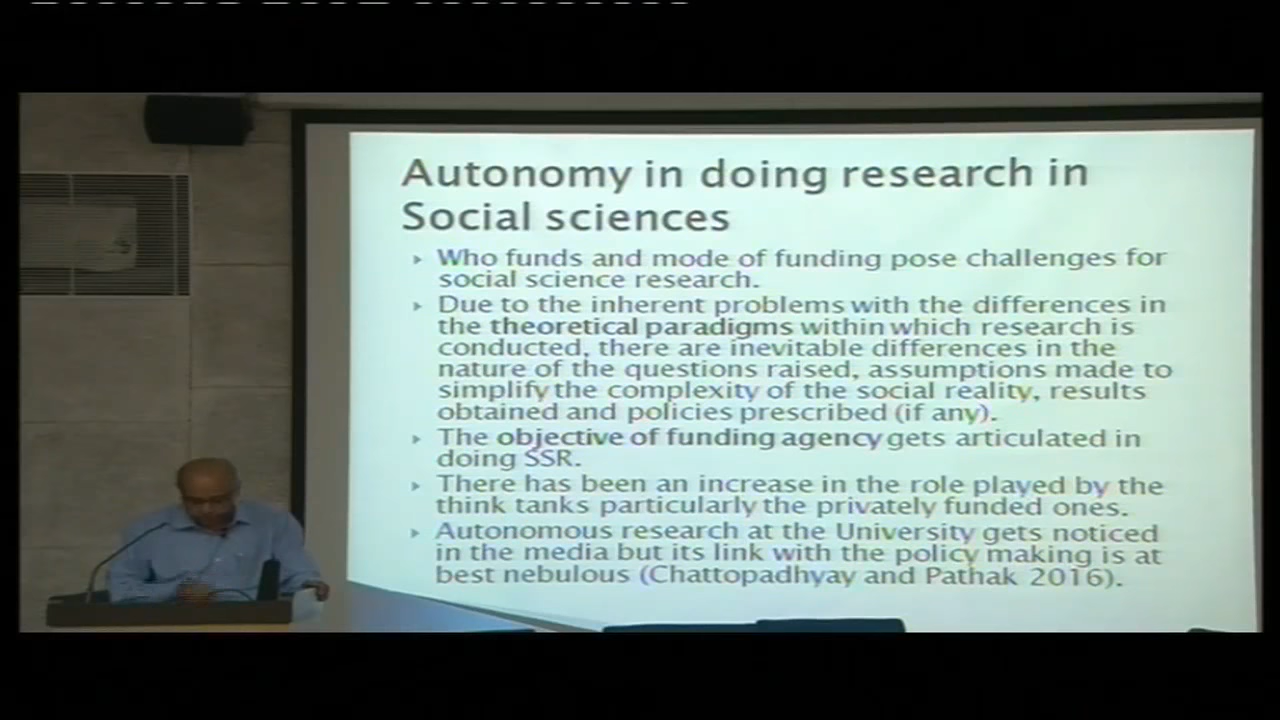 Autonomy in doing research in
Social sciences
Who funds and mode of funding pose challenges for
social science research.
Due to the inherent problems with the differences in
the theoretical paradigms within which research is
conducted, there are inevitable differences in the
nature of the questions raised, assumptions made to
simplify the complexity of the social reality, results
obtained and policies prescribed (if any).
The objective of funding agency gets articulated in
doing SSR.
There has been an increase in the role played by the
think tanks particularly the privately funded ones.
Autonomous research at the University gets noticed
in the media but its link with the policy making is at
best nebulous (Chattopadhyay and Pathak 2016).